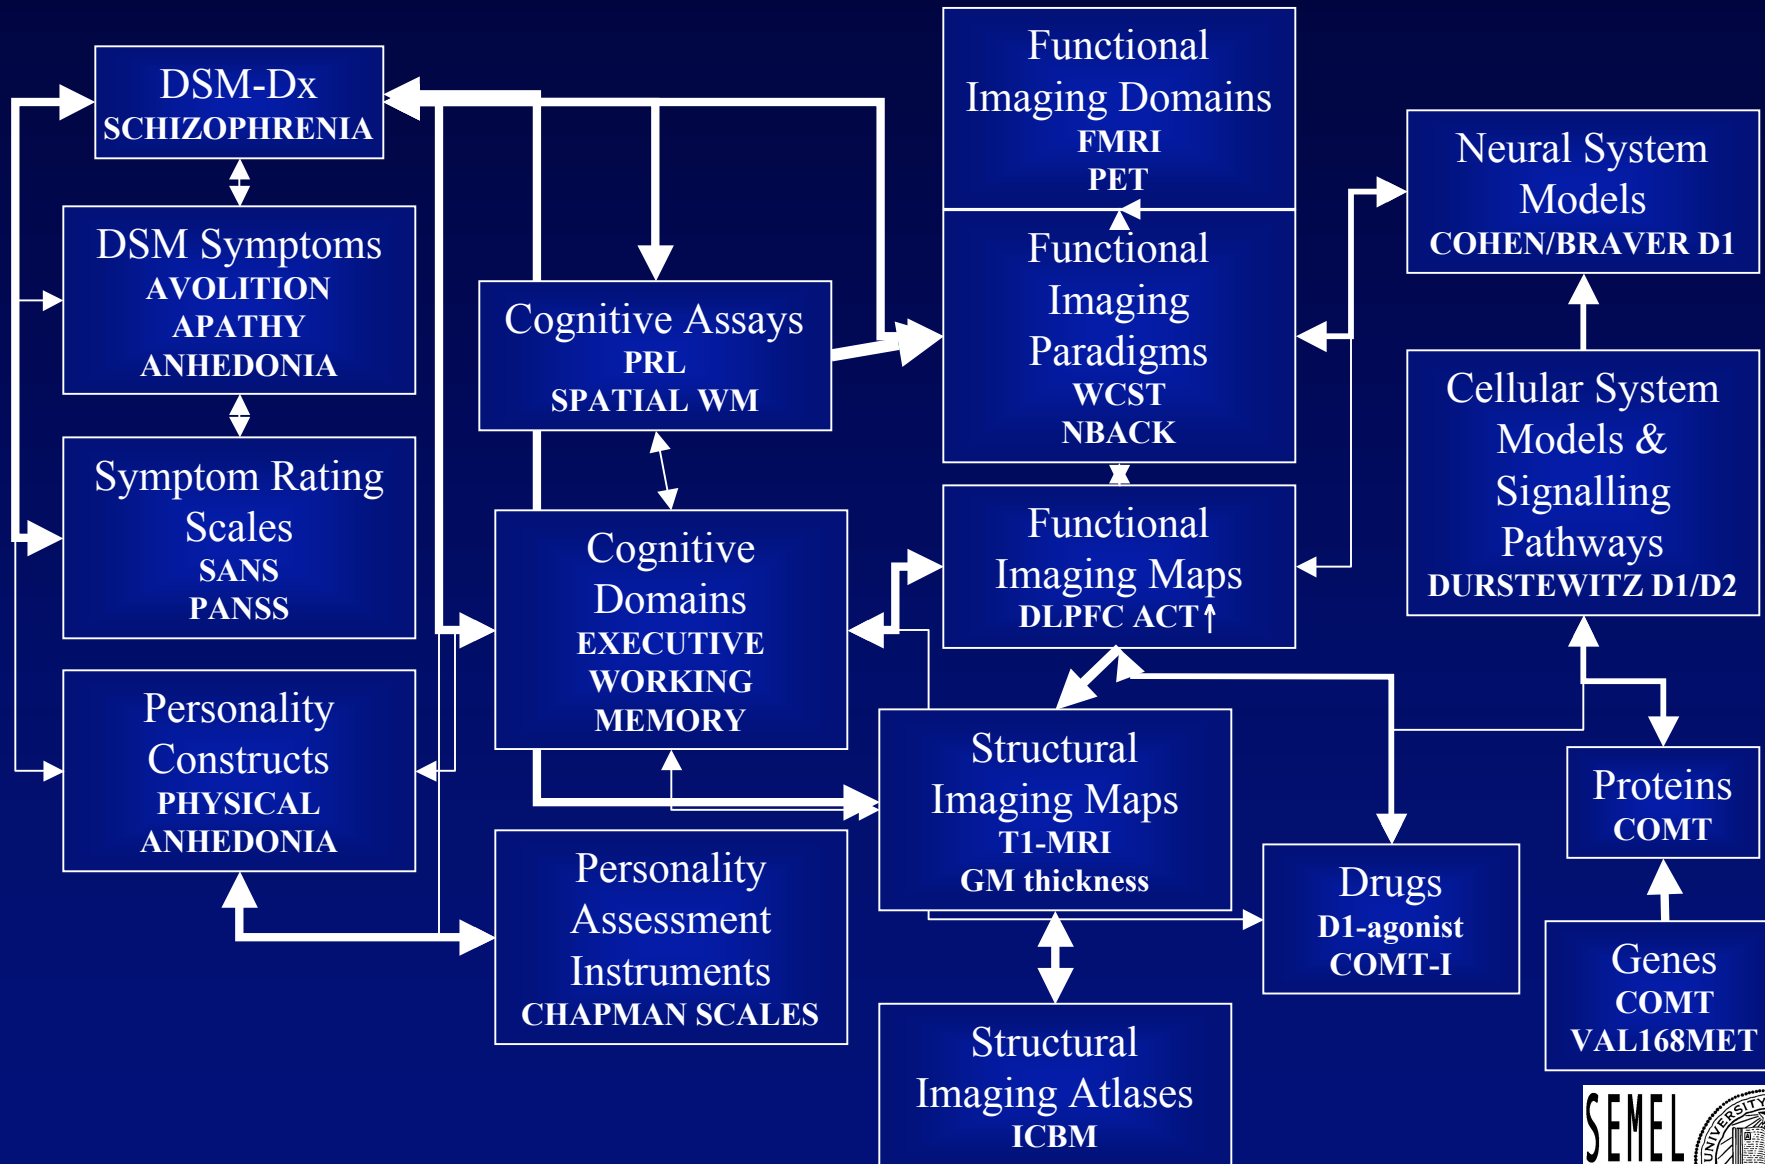 DSM-Dx
SCHIZOPHRENIA
DSM Symptoms
AVOLITION
APATHY
ANHEDONIA
Symptom Rating
Scales
SANS
PANSS
Personality
Constructs
PHYSICAL
ANHEDONIA
Cognitive Assays
PRL
SPATIAL WM
Cognitive
Domains
EXECUTIVE
WORKING
MEMORY
Personality
Assessment
Instruments
CHAPMAN SCALES
Functional
Imaging Domains
FMRI
PET
Functional
Imaging
Paradigms
WCST
NBACK
Functional
Imaging Maps
DLPFC ACT↑
Structural
Imaging Maps
T1-MRI
GM thickness
Structural
Imaging Atlases
ICBM
Neural System
Models
COHEN/BRAVER D1
Cellular System
Models &
Signalling
Pathways
DURSTEWITZ D1/D2
Proteins
COMT
Drugs
D1-agonist
COMT-I
Genes
COMT
VAL168MET
SEMEL